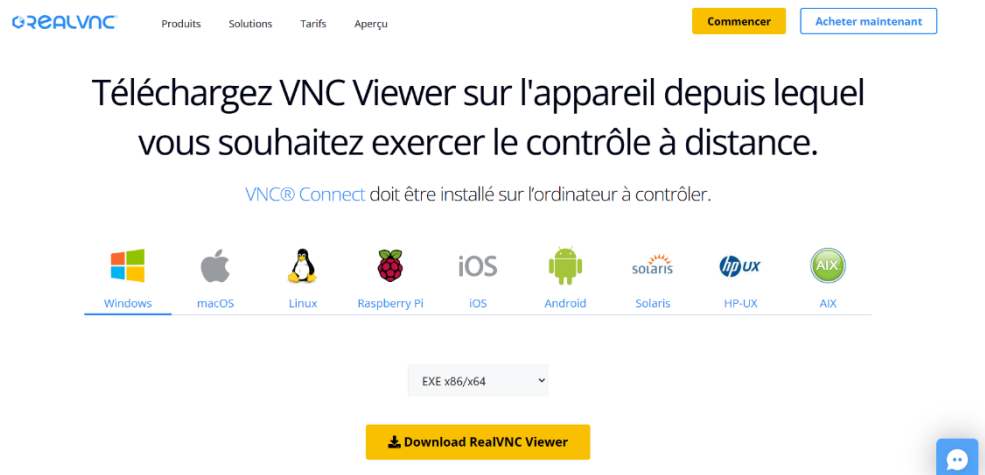 REALVNC Produits Solutions Tarifs Aperçu Commencer Acheter maintenant
Téléchargez VNC Viewer sur l'appareil depuis lequel
vous souhaitez exercer le contrôle à distance.
VNC® Connect doit être installé sur l’ordinateur à contrôler.
iOS solaris hp UX AIX
Windows macOS Linux Raspberry Pi iOS Android Solaris HP-UX AIX
EXE x86/x64
Download RealVNC Viewer